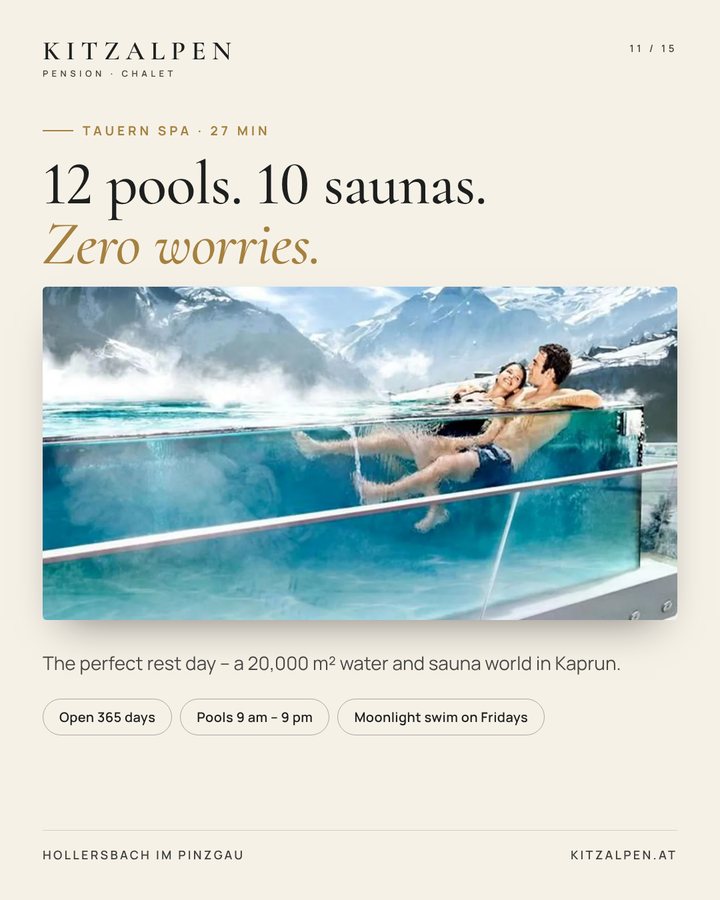 KITZALPEN
PENSION · CHALET
11 / 15
TAUERN SPA · 27 MIN
12 pools. 10 saunas.
Zero worries.
The perfect rest day – a 20,000 m² water and sauna world in Kaprun.
Open 365 days
Pools 9 am – 9 pm
Moonlight swim on Fridays
HOLLERSBACH IM PINZGAU
KITZALPEN.AT